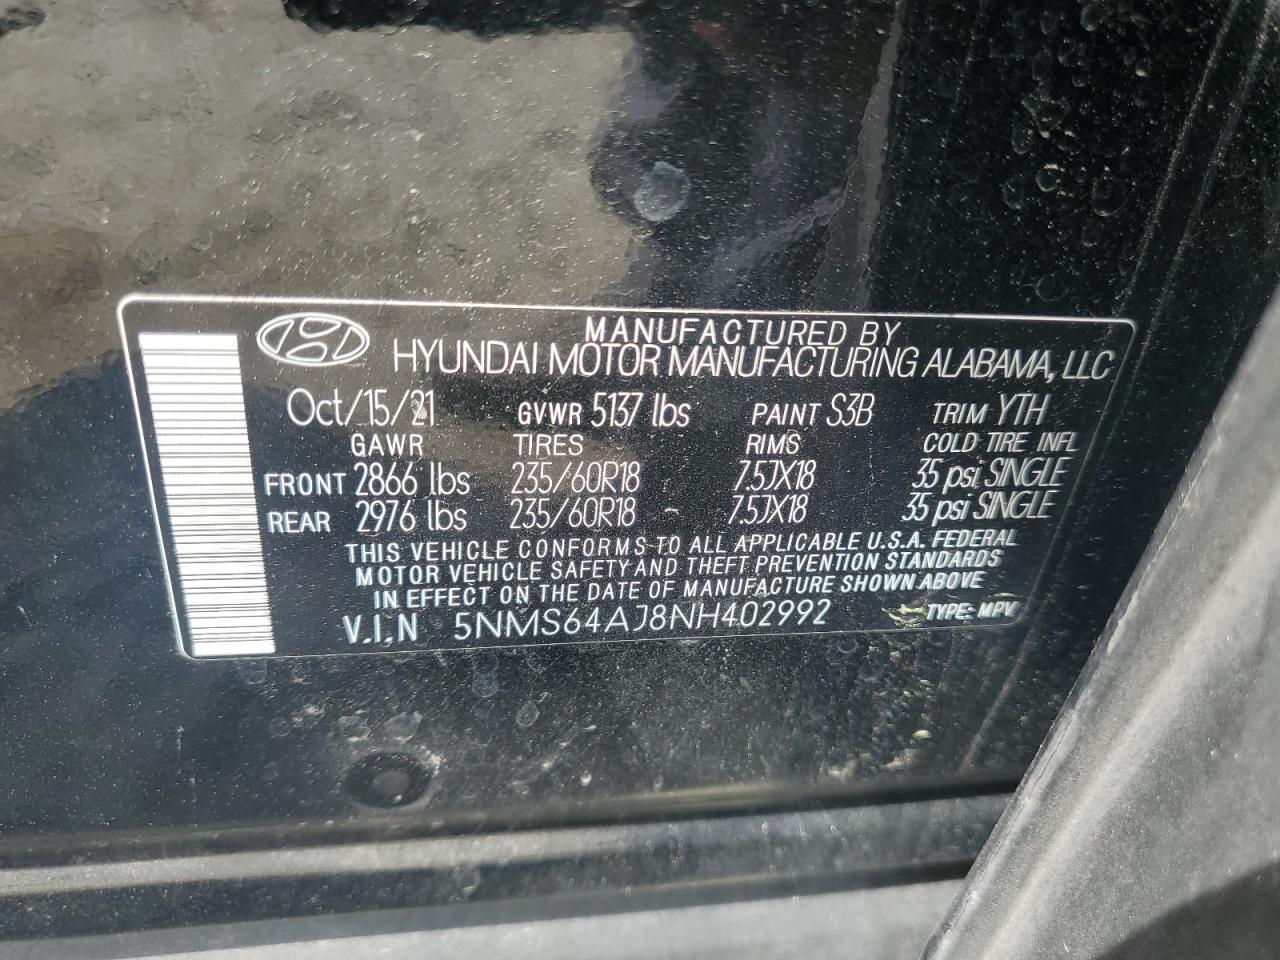 MANUFACTURED BY
HYUNDAI MOTOR MANUFACTURING ALABAMA, LLC
Oct/15/21 GVWR 5137 lbs PAINT S3B TRIM YTH
GAWR TIRES RIMS COLD TIRE INFL
FRONT 2866 lbs 235/60R18 7.5JX18 35 psi, SINGLE
REAR 2976 lbs 235/60R18 7.5JX18 35 psi, SINGLE
THIS VEHICLE CONFORMS TO ALL APPLICABLE U.S.A. FEDERAL
MOTOR VEHICLE SAFETY AND THEFT PREVENTION STANDARDS
IN EFFECT ON THE DATE OF MANUFACTURE SHOWN ABOVE
V.I.N 5NMS64AJ8NH402992 TYPE: MPV